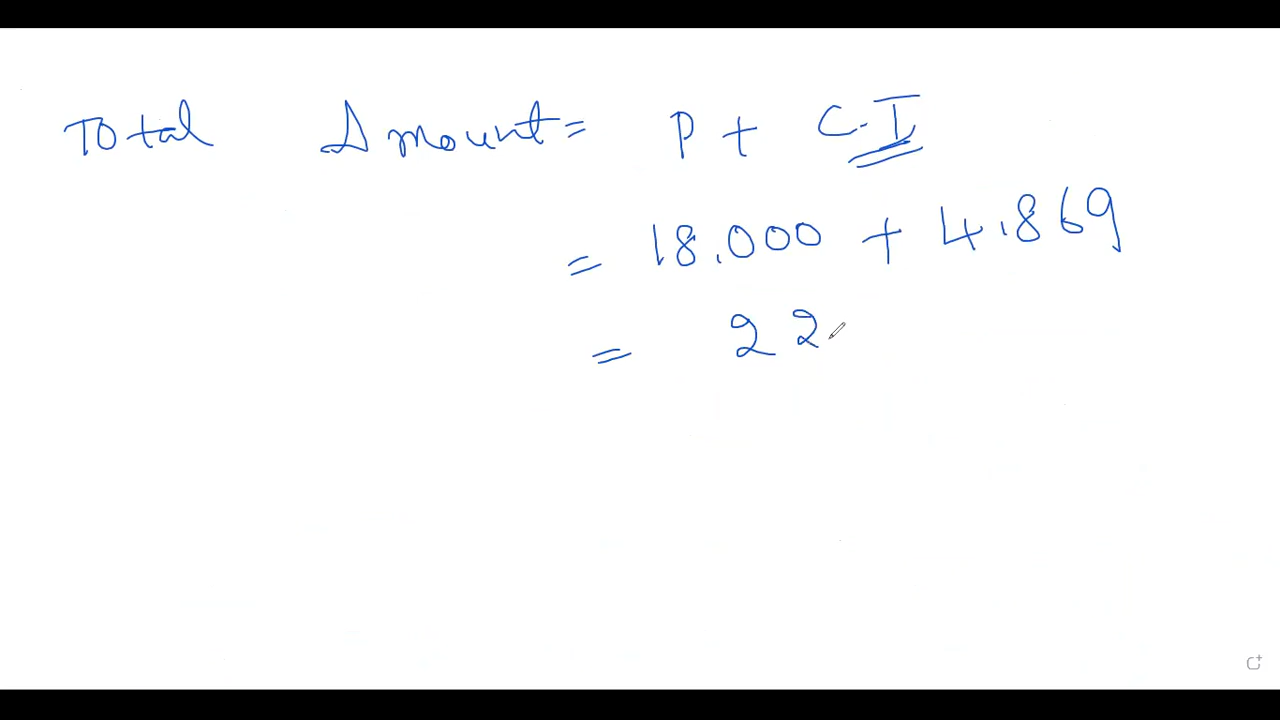 Total Amount = P + C.I
= 18.000 + 4.869
= 22